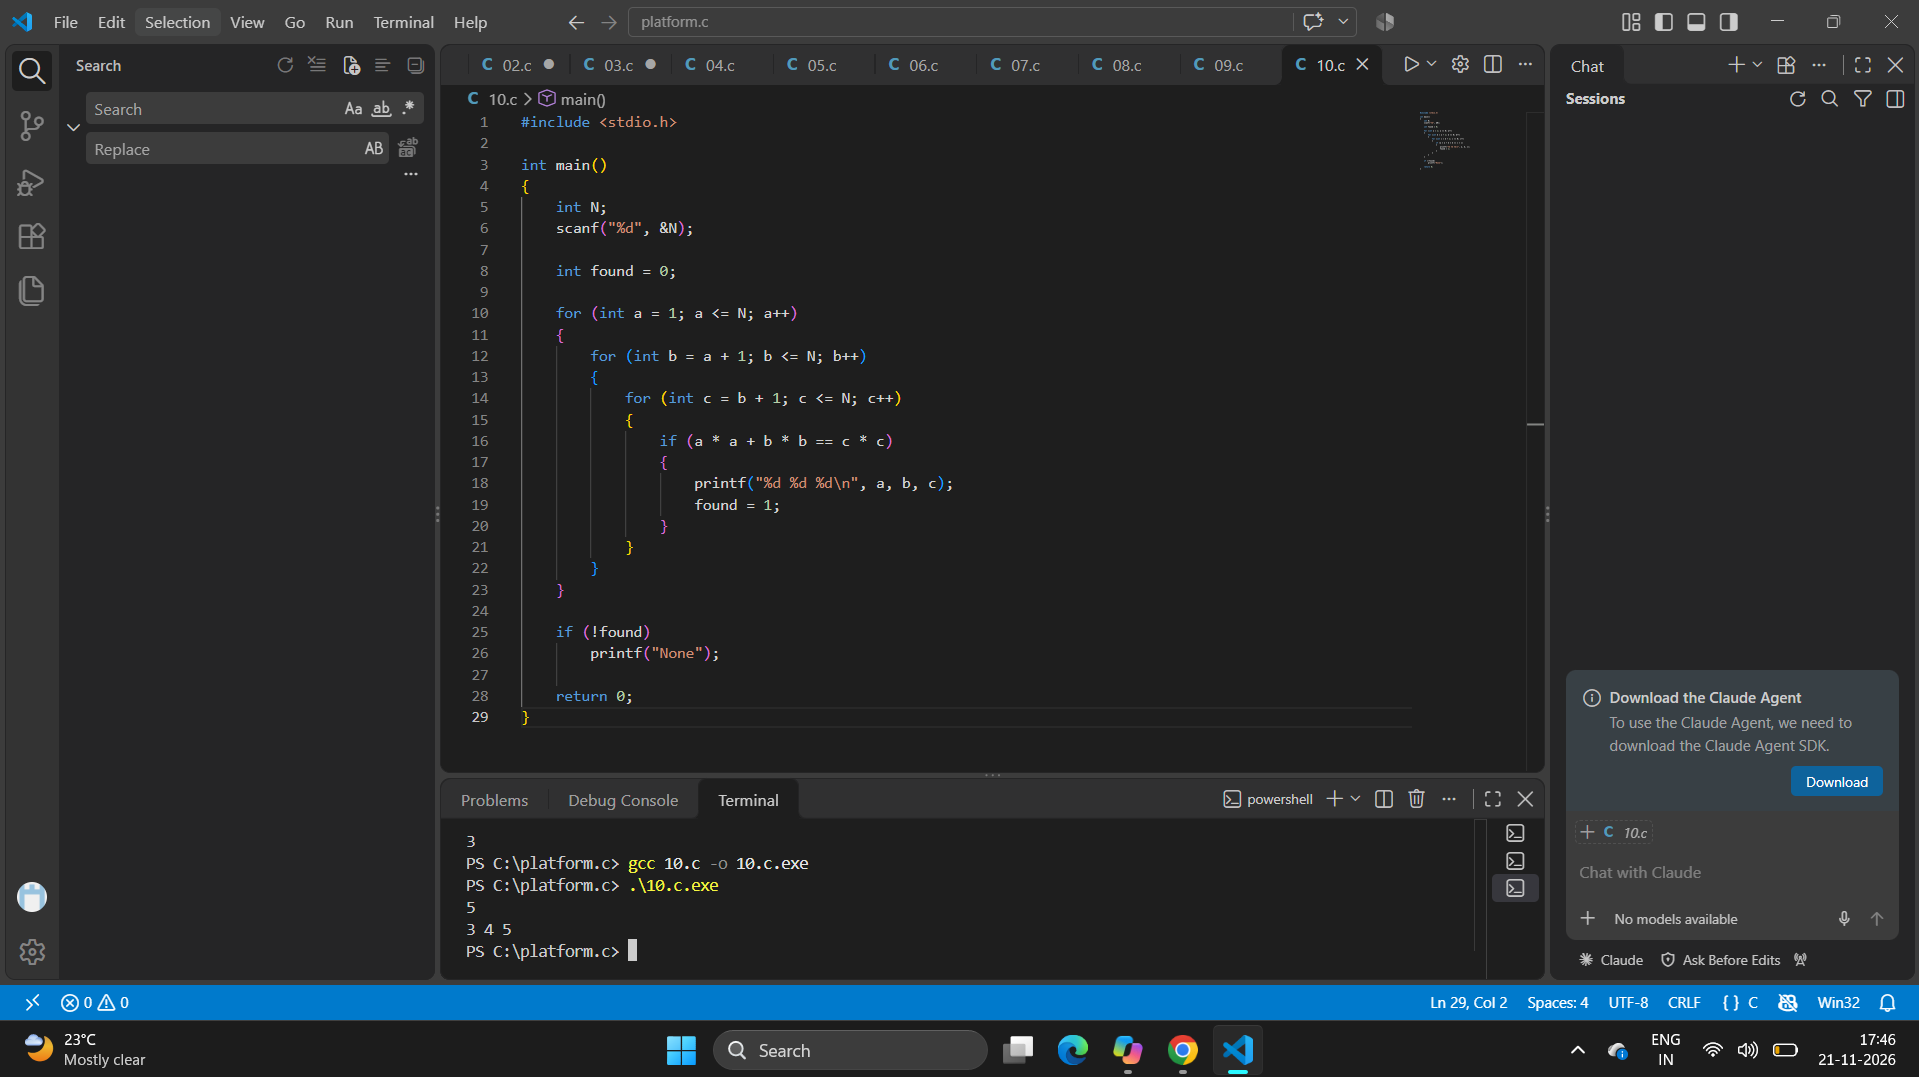 File Edit Selection View Go Run Terminal Help
platform.c
Search
Search
Aa ab .*
Replace
AB
02.c 03.c 04.c 05.c 06.c 07.c 08.c 09.c 10.c
10.c > main()
1 #include <stdio.h>
2
3 int main()
4 {
5 int N;
6 scanf("%d", &N);
7
8 int found = 0;
9
10 for (int a = 1; a <= N; a++)
11 {
12 for (int b = a + 1; b <= N; b++)
13 {
14 for (int c = b + 1; c <= N; c++)
15 {
16 if (a * a + b * b == c * c)
17 {
18 printf("%d %d %d\n", a, b, c);
19 found = 1;
20 }
21 }
22 }
23 }
24
25 if (!found)
26 printf("None");
27
28 return 0;
29 }
Problems Debug Console Terminal
powershell
3
PS C:\platform.c> gcc 10.c -o 10.c.exe
PS C:\platform.c> .\10.c.exe
5
3 4 5
PS C:\platform.c>
Chat
Sessions
Download the Claude Agent
To use the Claude Agent, we need to
download the Claude Agent SDK.
Download
C 10.c
Chat with Claude
No models available
Claude Ask Before Edits
0 0
Ln 29, Col 2 Spaces: 4 UTF-8 CRLF {} C Win32
23°C
Mostly clear
Search
ENG
IN
17:46
21-11-2026